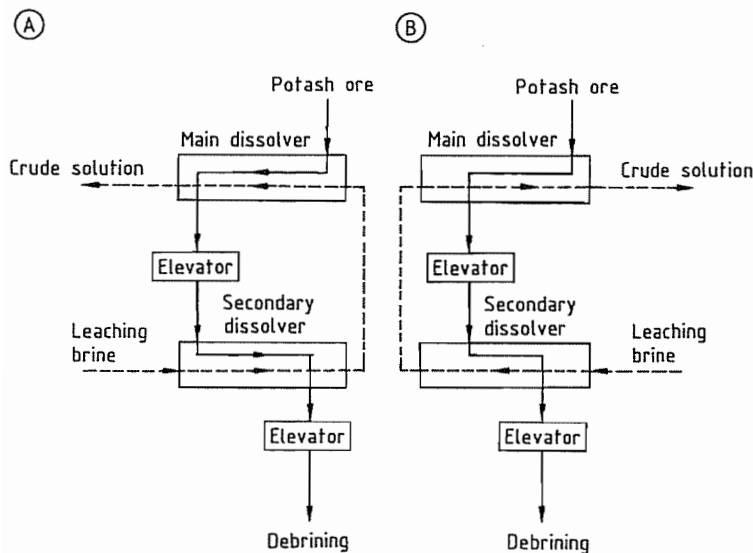 A
Potash ore
Main dissolver
Crude solution
Elevator
Secondary
dissolver
Leaching
brine
Elevator
Debrining
B
Potash ore
Main dissolver
Crude solution
Elevator
Secondary
dissolver
Leaching
brine
Elevator
Debrining